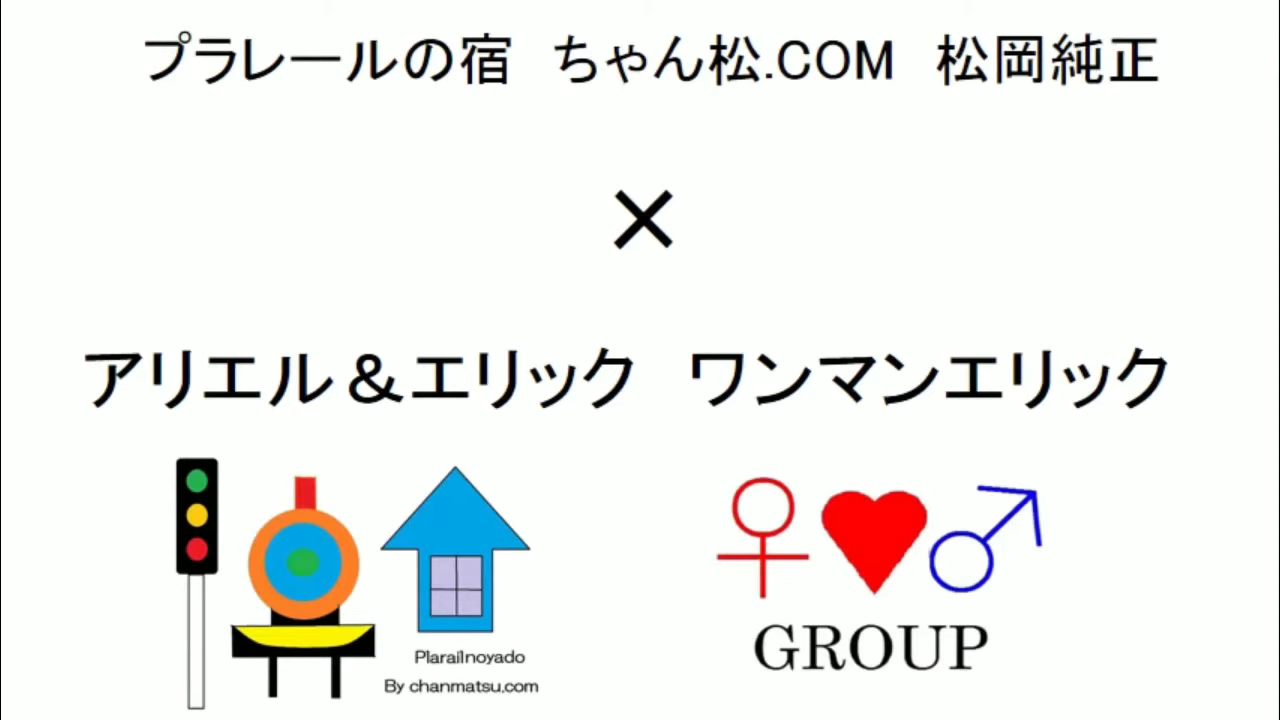 プラレールの宿　ちゃん松.COM　松岡純正
×
アリエル＆エリック　ワンマンエリック
Plarailnoyado
By chanmatsu.com
GROUP